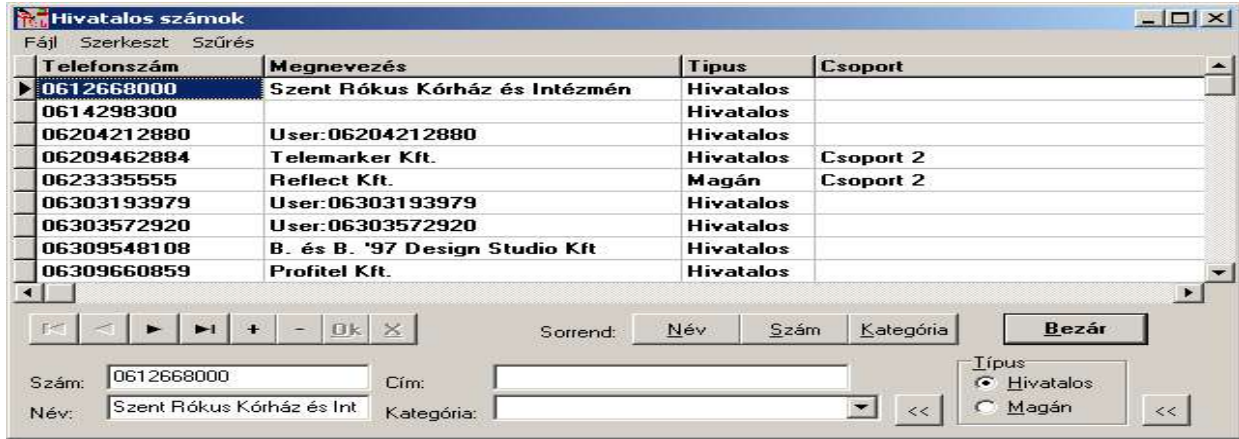 Hivatalos számok
Fájl Szerkeszt Szűrés
Telefonszám Megnevezés Típus Csoport
0612668000 Szent Rókus Kórház és Intézmén Hivatalos
0614298300 Hivatalos
06204212880 User:06204212880 Hivatalos
06209462884 Telemarker Kft. Hivatalos Csoport 2
0623335555 Reflect Kft. Magán Csoport 2
06303193979 User:06303193979 Hivatalos
06303572920 User:06303572920 Hivatalos
06309548108 B. és B. '97 Design Studio Kft Hivatalos
06309660859 Profitel Kft. Hivatalos
+ - Ok X Sorrend: Név Szám Kategória Bezár
Szám: 0612668000 Cím: Típus
Hivatalos
Név: Szent Rókus Kórház és Int Kategória: << Magán <<